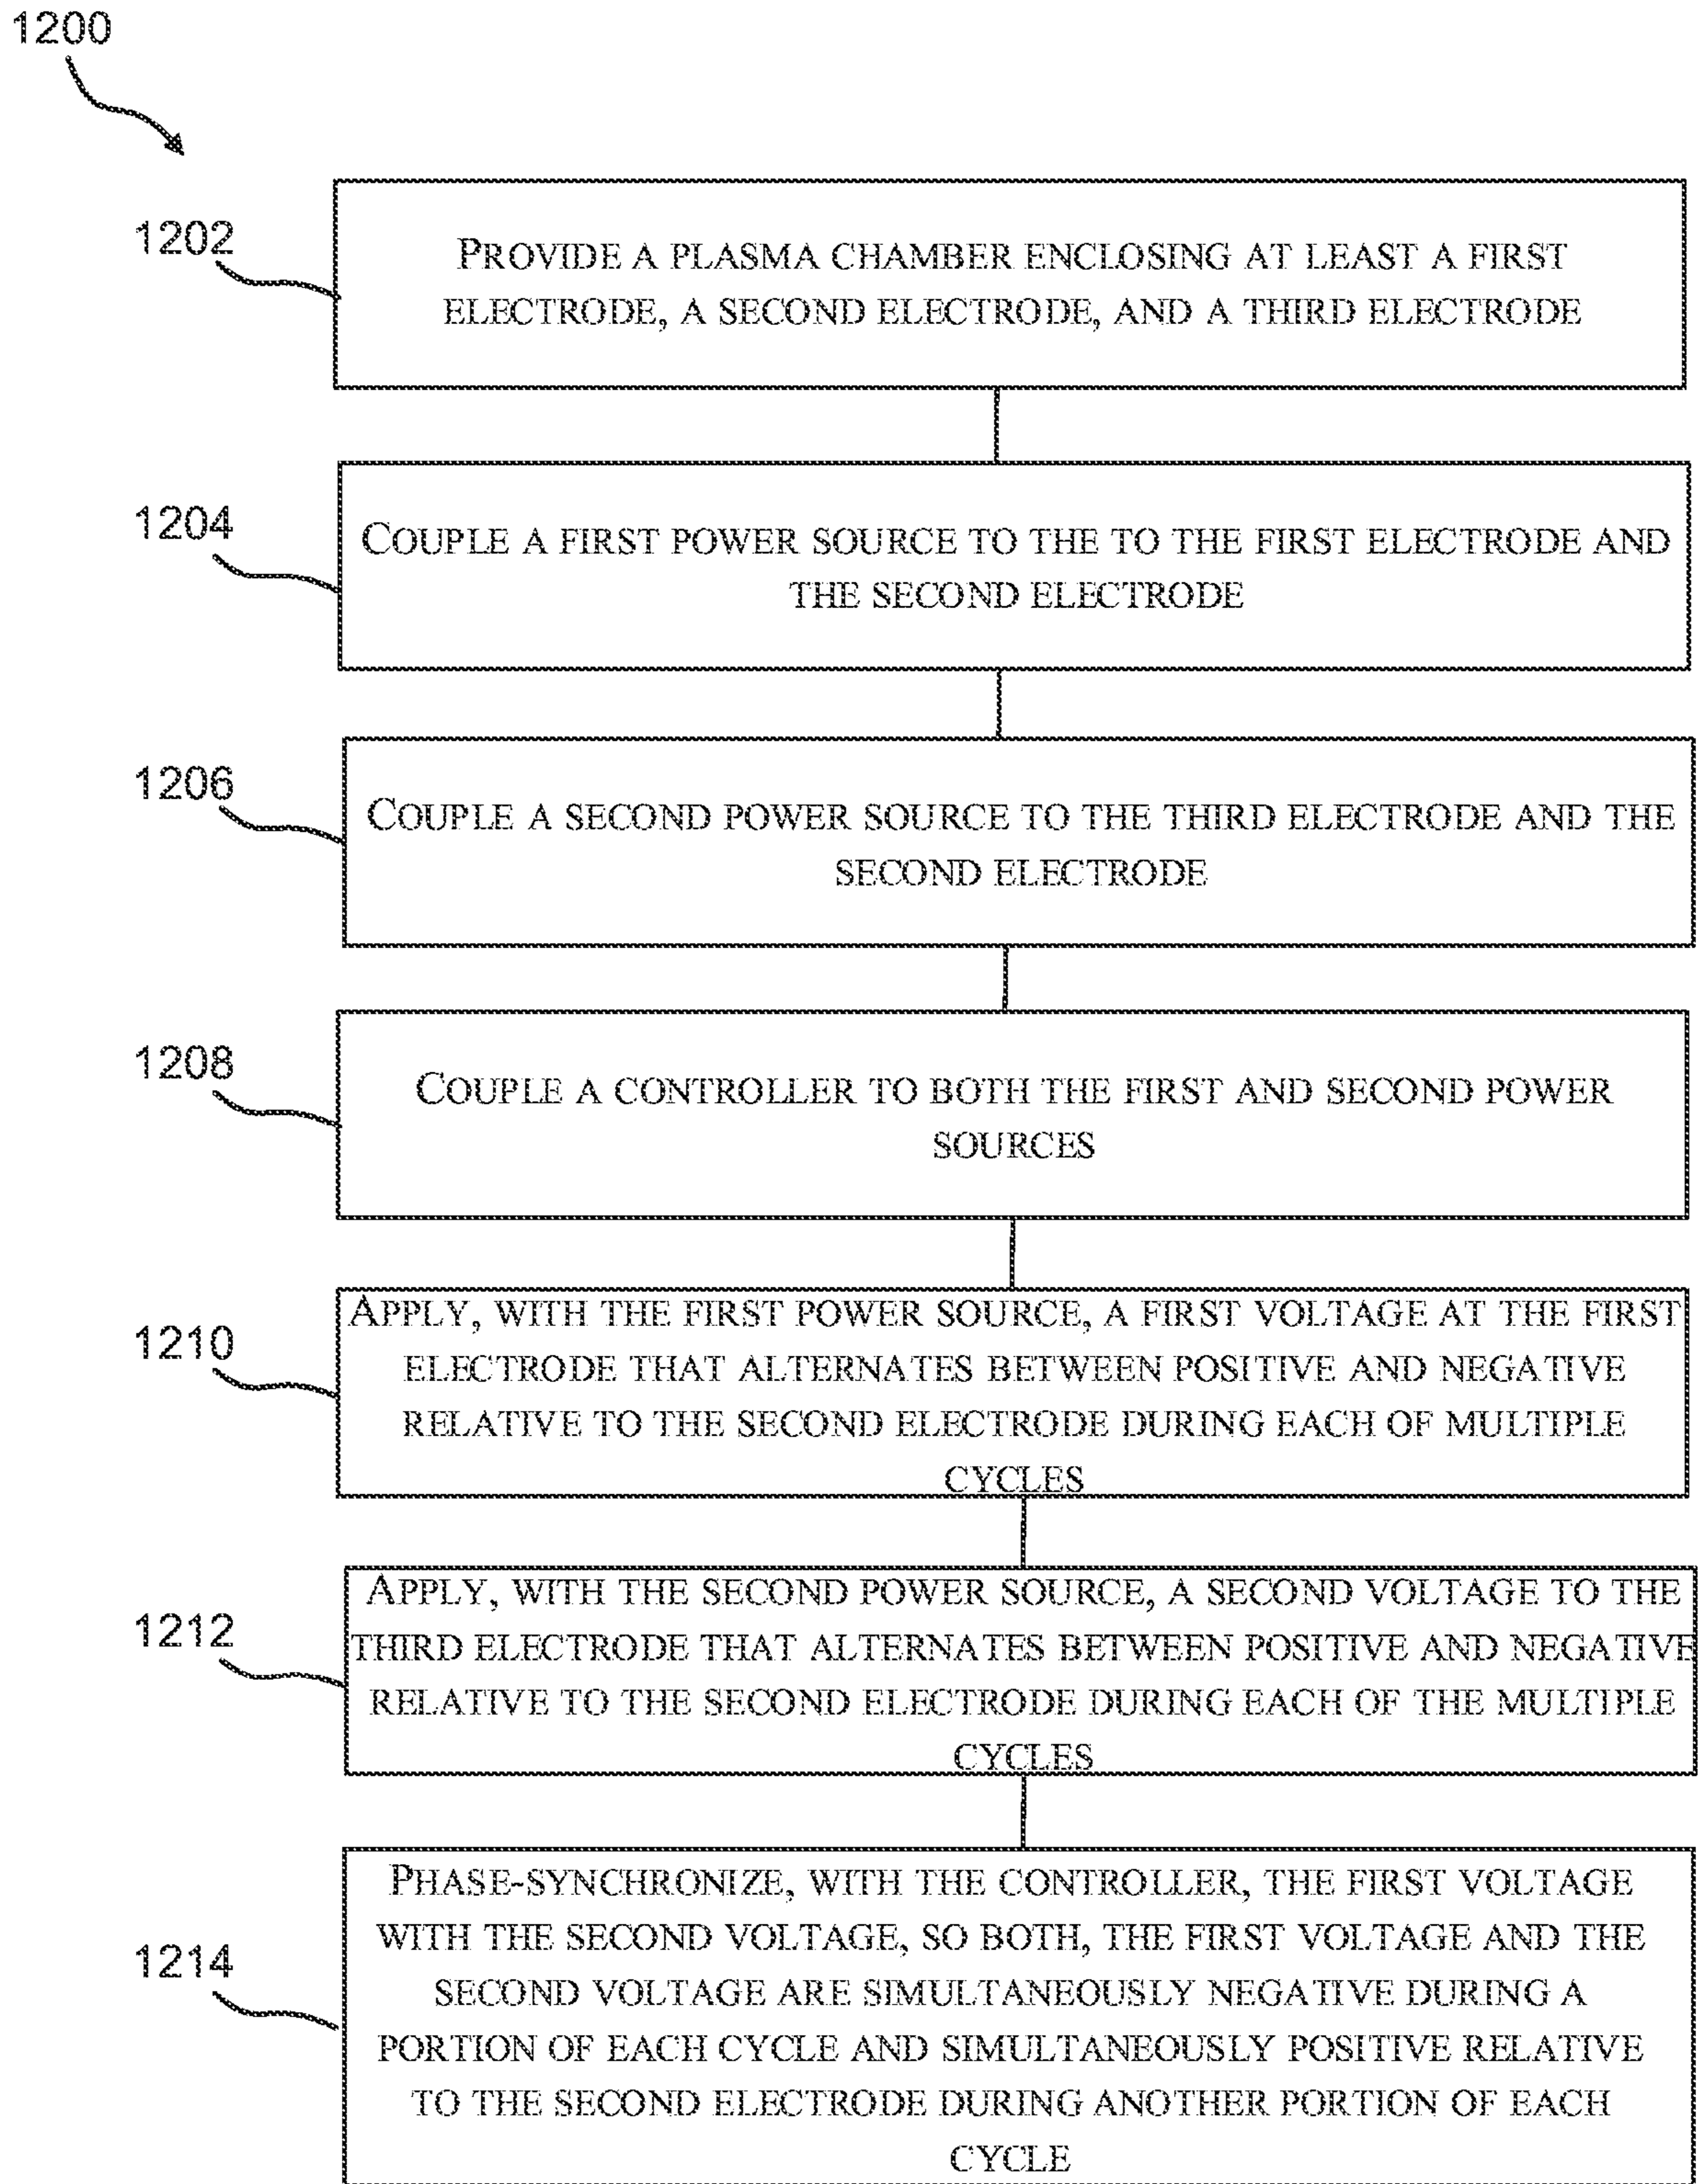 1200
1202
PROVIDE A PLASMA CHAMBER ENCLOSING AT LEAST A FIRST
ELECTRODE, A SECOND ELECTRODE, AND A THIRD ELECTRODE
1204
COUPLE A FIRST POWER SOURCE TO THE TO THE FIRST ELECTRODE AND
THE SECOND ELECTRODE
1206
COUPLE A SECOND POWER SOURCE TO THE THIRD ELECTRODE AND THE
SECOND ELECTRODE
1208
COUPLE A CONTROLLER TO BOTH THE FIRST AND SECOND POWER
SOURCES
1210
APPLY, WITH THE FIRST POWER SOURCE, A FIRST VOLTAGE AT THE FIRST
ELECTRODE THAT ALTERNATES BETWEEN POSITIVE AND NEGATIVE
RELATIVE TO THE SECOND ELECTRODE DURING EACH OF MULTIPLE
CYCLES
1212
APPLY, WITH THE SECOND POWER SOURCE, A SECOND VOLTAGE TO THE
THIRD ELECTRODE THAT ALTERNATES BETWEEN POSITIVE AND NEGATIVE
RELATIVE TO THE SECOND ELECTRODE DURING EACH OF THE MULTIPLE
CYCLES
1214
PHASE-SYNCHRONIZE, WITH THE CONTROLLER, THE FIRST VOLTAGE
WITH THE SECOND VOLTAGE, SO BOTH, THE FIRST VOLTAGE AND THE
SECOND VOLTAGE ARE SIMULTANEOUSLY NEGATIVE DURING A
PORTION OF EACH CYCLE AND SIMULTANEOUSLY POSITIVE RELATIVE
TO THE SECOND ELECTRODE DURING ANOTHER PORTION OF EACH
CYCLE